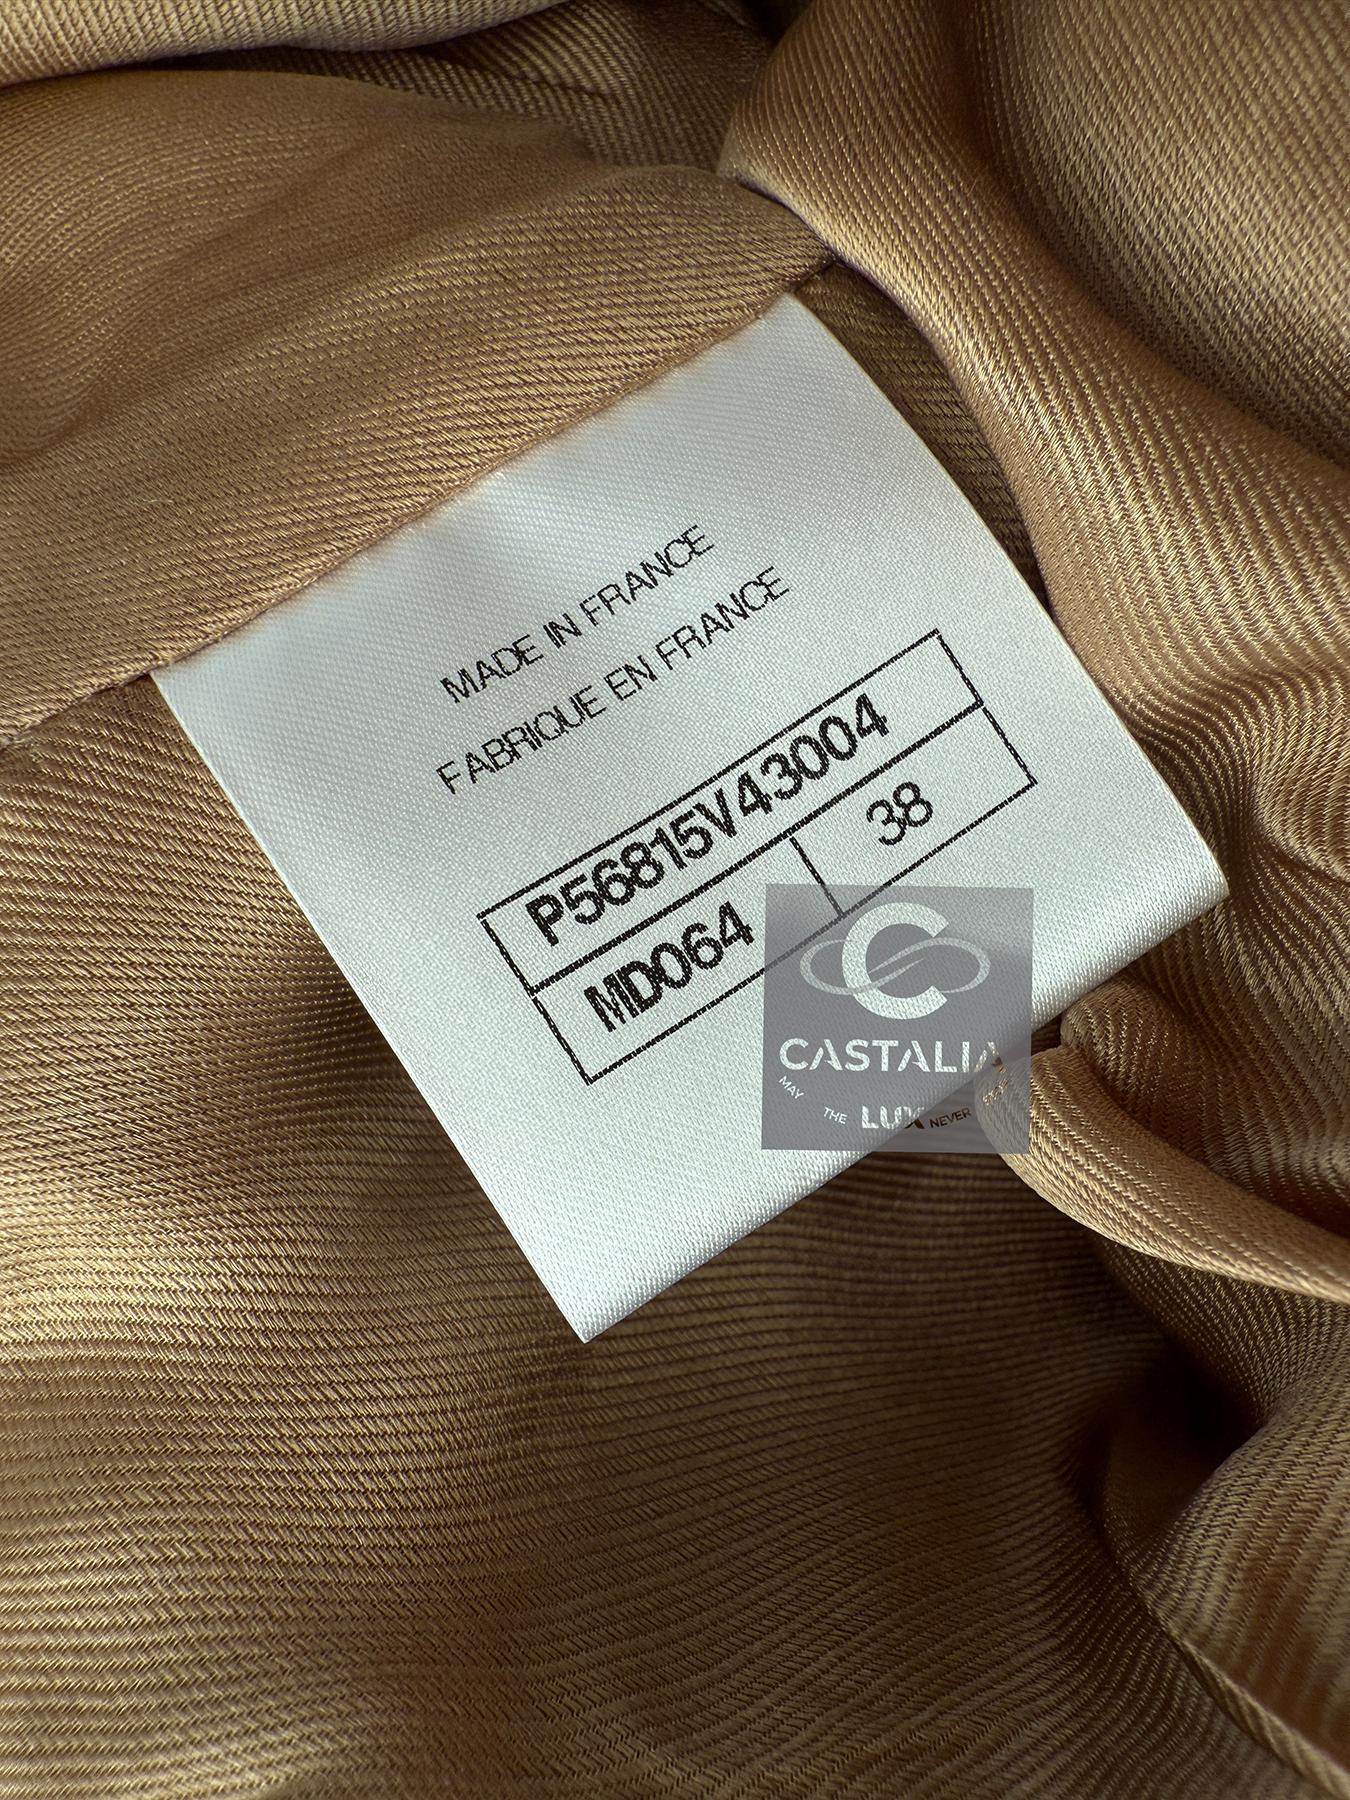 MADE IN FRANCE
FABRIQUE EN FRANCE
P56815V43004
MD064 38
C
CASTALIA
MAY THE LUX NEVER